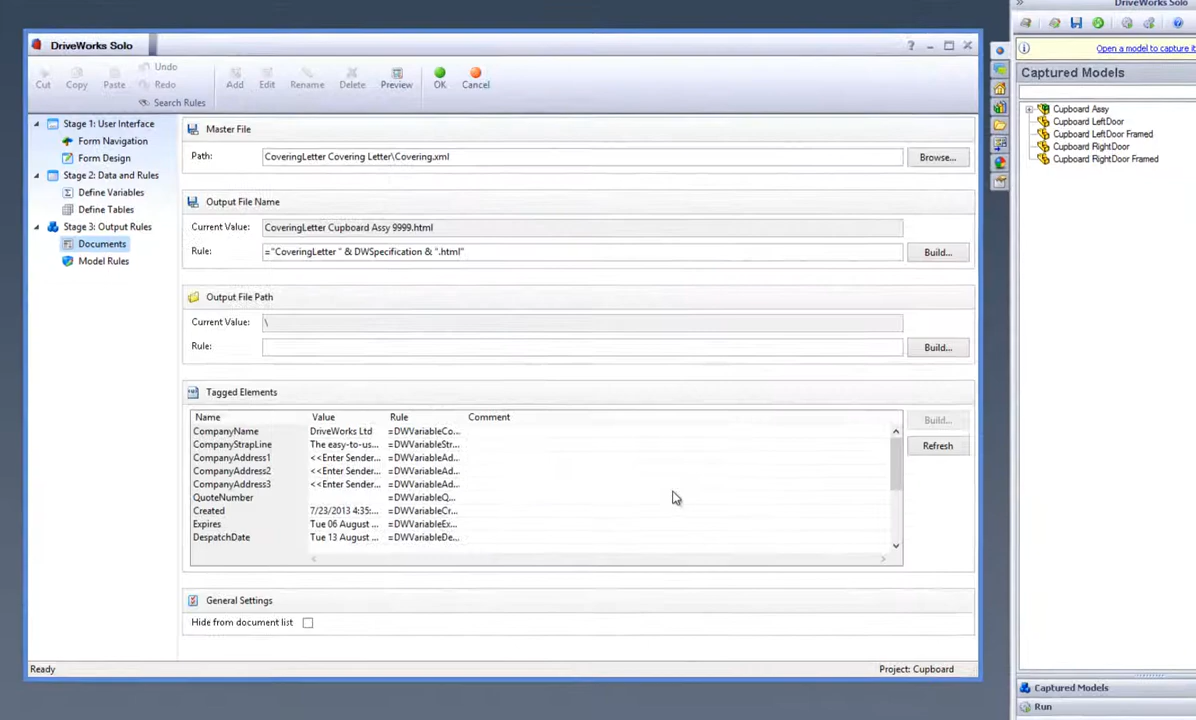 DriveWorks Solo
DriveWorks Solo
Cut
Copy
Paste
Undo
Redo
Search Rules
Add
Edit
Rename
Delete
Preview
OK
Cancel
Stage 1: User Interface
Form Navigation
Form Design
Stage 2: Data and Rules
Define Variables
Define Tables
Stage 3: Output Rules
Documents
Model Rules
Master File
Path: CoveringLetter Covering Letter\Covering.xml Browse...
Output File Name
Current Value: CoveringLetter Cupboard Assy 9999.html
Rule: ="CoveringLetter " & DWSpecification & ".html" Build...
Output File Path
Current Value: \
Rule: Build...
Tagged Elements
Name Value Rule Comment
CompanyName DriveWorks Ltd =DWVariableCo...
CompanyStrapLine The easy-to-us... =DWVariableStr...
CompanyAddress1 <<Enter Sender... =DWVariableAd...
CompanyAddress2 <<Enter Sender... =DWVariableAd...
CompanyAddress3 <<Enter Sender... =DWVariableAd...
QuoteNumber =DWVariableQ...
Created 7/23/2013 4:35:... =DWVariableCr...
Expires Tue 06 August ... =DWVariableEx...
DespatchDate Tue 13 August ... =DWVariableDe...
Build...
Refresh
General Settings
Hide from document list
Ready
Project: Cupboard
Open a model to capture it
Captured Models
Cupboard Assy
Cupboard LeftDoor
Cupboard LeftDoor Framed
Cupboard RightDoor
Cupboard RightDoor Framed
Captured Models
Run